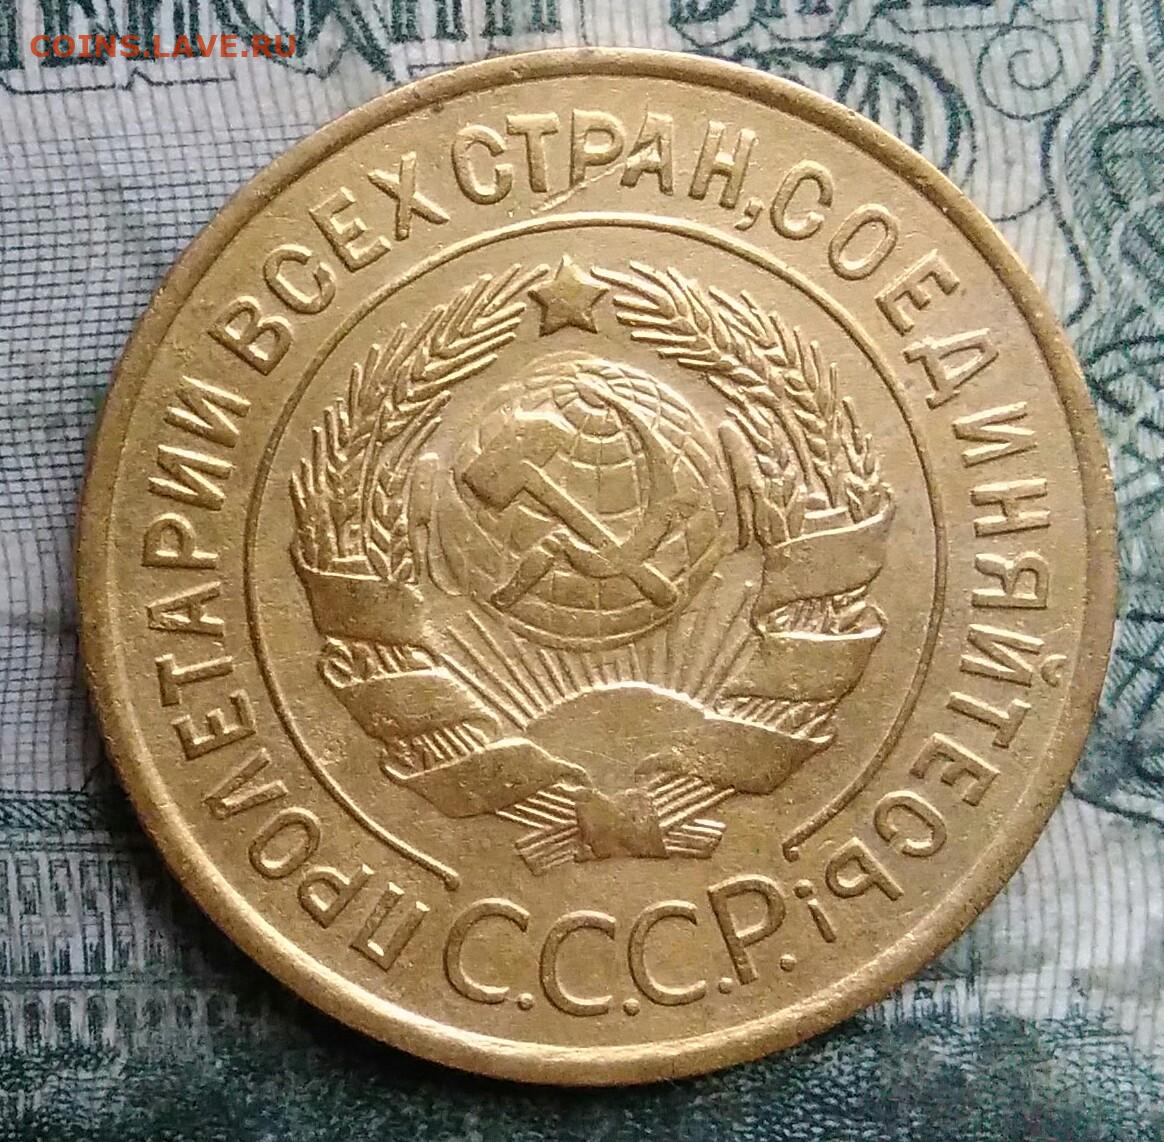 COINS.LAVE.RU
ПРОЛЕТАРИИ ВСЕХ СТРАН, СОЕДИНЯЙТЕСЬ!
С.С.С.Р.